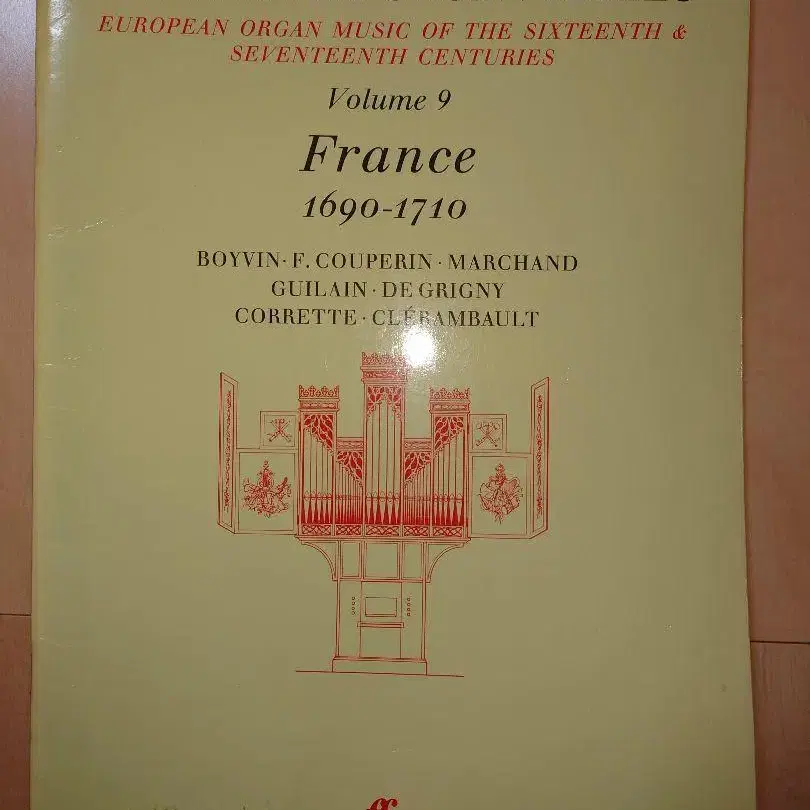 EUROPEAN ORGAN MUSIC OF THE SIXTEENTH &
SEVENTEENTH CENTURIES
Volume 9
France
1690-1710
BOYVIN · F. COUPERIN · MARCHAND
GUILAIN · DE GRIGNY
CORRETTE · CLÉRAMBAULT
ff